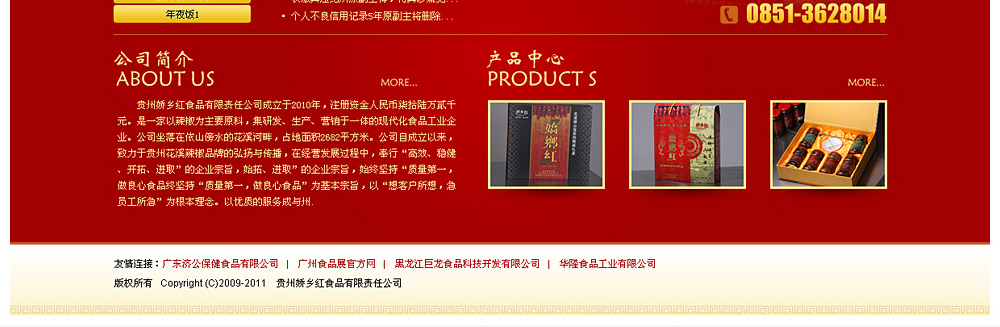 年夜饭1
个人不良信用记录5年原副主将删除...
0851-3628014
公司简介
ABOUT US
MORE...
产品中心
PRODUCT S
MORE...
贵州娇乡红食品有限责任公司成立于2010年，注册资金人民币柒拾陆万贰千
元。是一家以辣椒为主要原料，集研发、生产、营销于一体的现代化食品工业企
业。公司坐落在依山傍水的花溪河畔，占地面积2682平方米。公司自成立以来，
致力于贵州花溪辣椒品牌的弘扬与传播，在经营发展过程中，奉行“高效、稳健
、开拓、进取”的企业宗旨，始拓、进取”的企业宗旨，始终坚持“质量第一，
做良心食品终坚持“质量第一，做良心食品”为基本宗旨，以“想客户所想，急
员工所急”为根本理念。以优质的服务成与州.
友情连接：广东济公保健食品有限公司 | 广州食品展官方网 | 黑龙江巨龙食品科技开发有限公司 | 华隆食品工业有限公司
版权所有 Copyright (C)2009-2011 贵州娇乡红食品有限责任公司